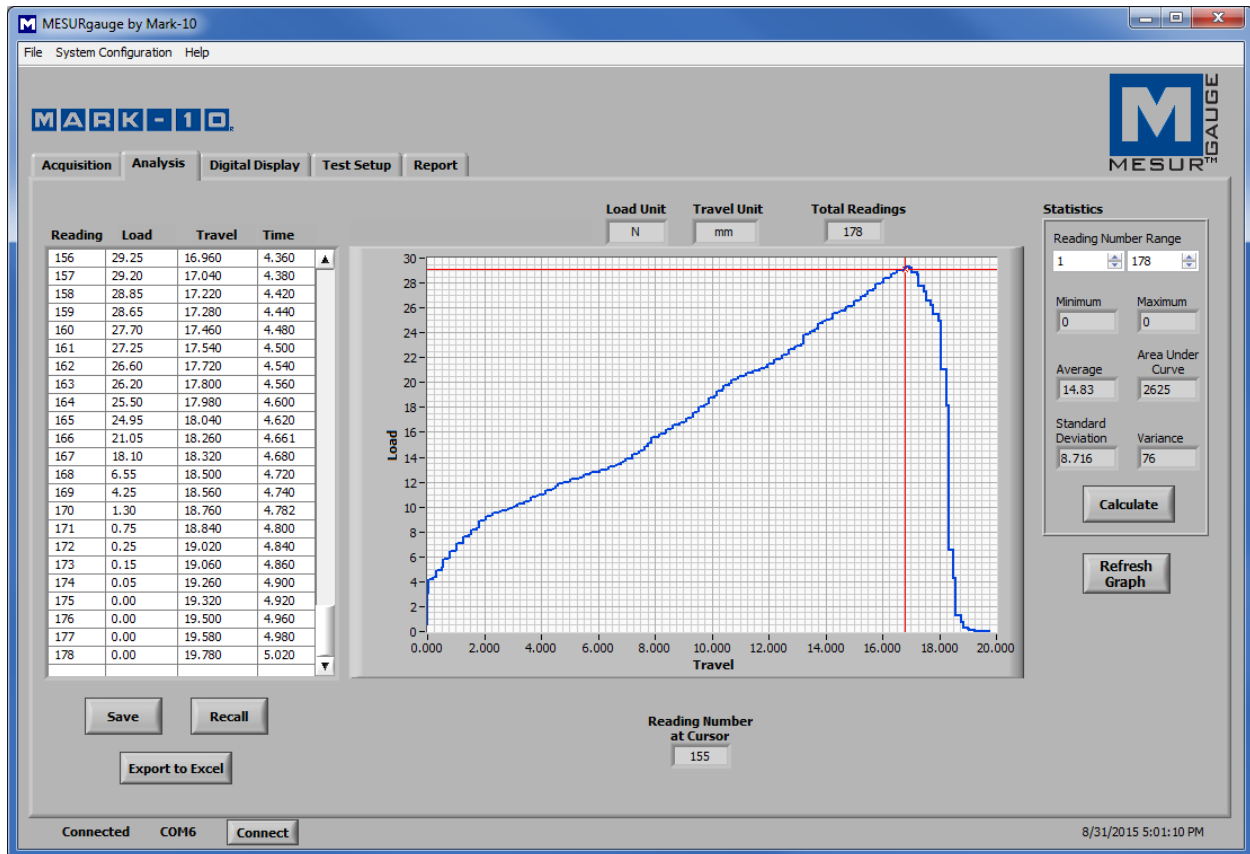 MESURgauge by Mark-10
File System Configuration Help
MARK-10
MESUR™
GAUGE
Acquisition Analysis Digital Display Test Setup Report
Load Unit Travel Unit Total Readings
N mm 178
Reading Load Travel Time
156 29.25 16.960 4.360
157 29.20 17.040 4.380
158 28.85 17.220 4.420
159 28.65 17.280 4.440
160 27.70 17.460 4.480
161 27.25 17.540 4.500
162 26.60 17.720 4.540
163 26.20 17.800 4.560
164 25.50 17.980 4.600
165 24.95 18.040 4.620
166 21.05 18.260 4.661
167 18.10 18.320 4.680
168 6.55 18.500 4.720
169 4.25 18.560 4.740
170 1.30 18.760 4.782
171 0.75 18.840 4.800
172 0.25 19.020 4.840
173 0.15 19.060 4.860
174 0.05 19.260 4.900
175 0.00 19.320 4.920
176 0.00 19.500 4.960
177 0.00 19.580 4.980
178 0.00 19.780 5.020
30
28
26
24
22
20
18
16
14
12
10
8
6
4
2
0
Load
0.000 2.000 4.000 6.000 8.000 10.000 12.000 14.000 16.000 18.000 20.000
Travel
Statistics
Reading Number Range
1 178
Minimum Maximum
0 0
Average Area Under Curve
14.83 2625
Standard Deviation Variance
8.716 76
Calculate
Refresh
Graph
Save Recall
Export to Excel
Reading Number
at Cursor
155
Connected COM6 Connect
8/31/2015 5:01:10 PM